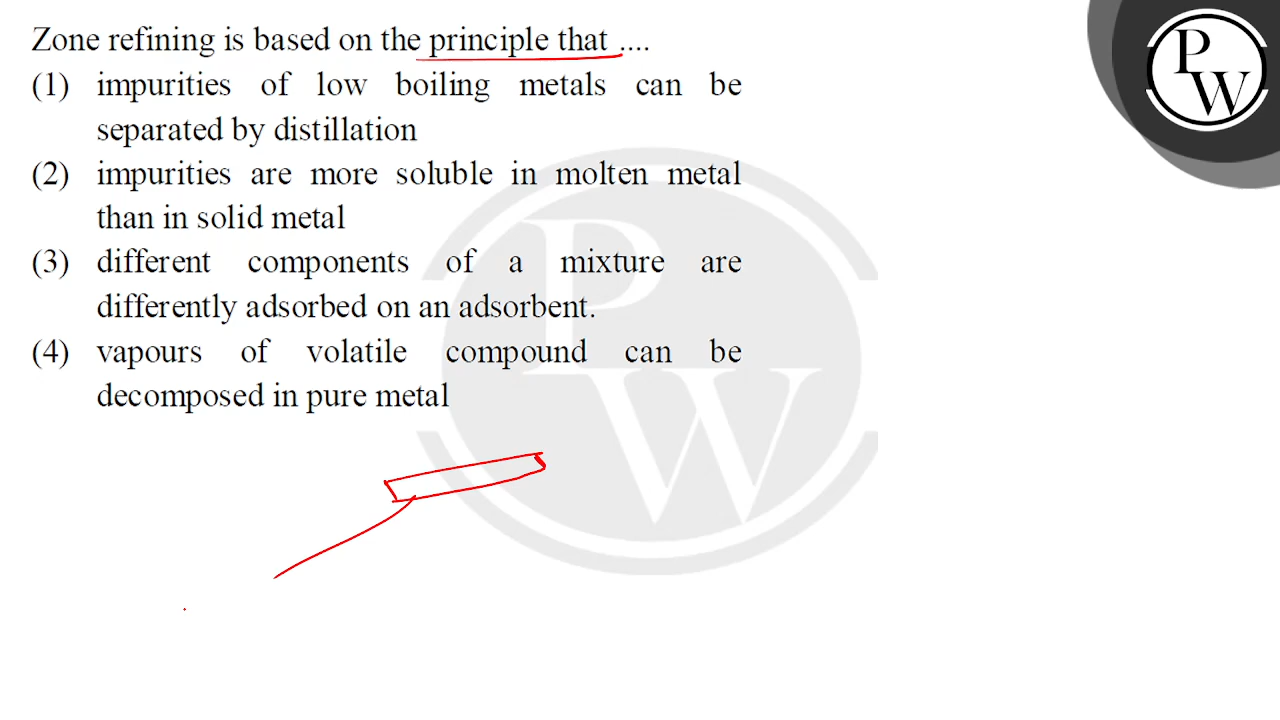 Zone refining is based on the principle that ....
(1) impurities of low boiling metals can be
separated by distillation
(2) impurities are more soluble in molten metal
than in solid metal
(3) different components of a mixture are
differently adsorbed on an adsorbent.
(4) vapours of volatile compound can be
decomposed in pure metal
P
W
P
W